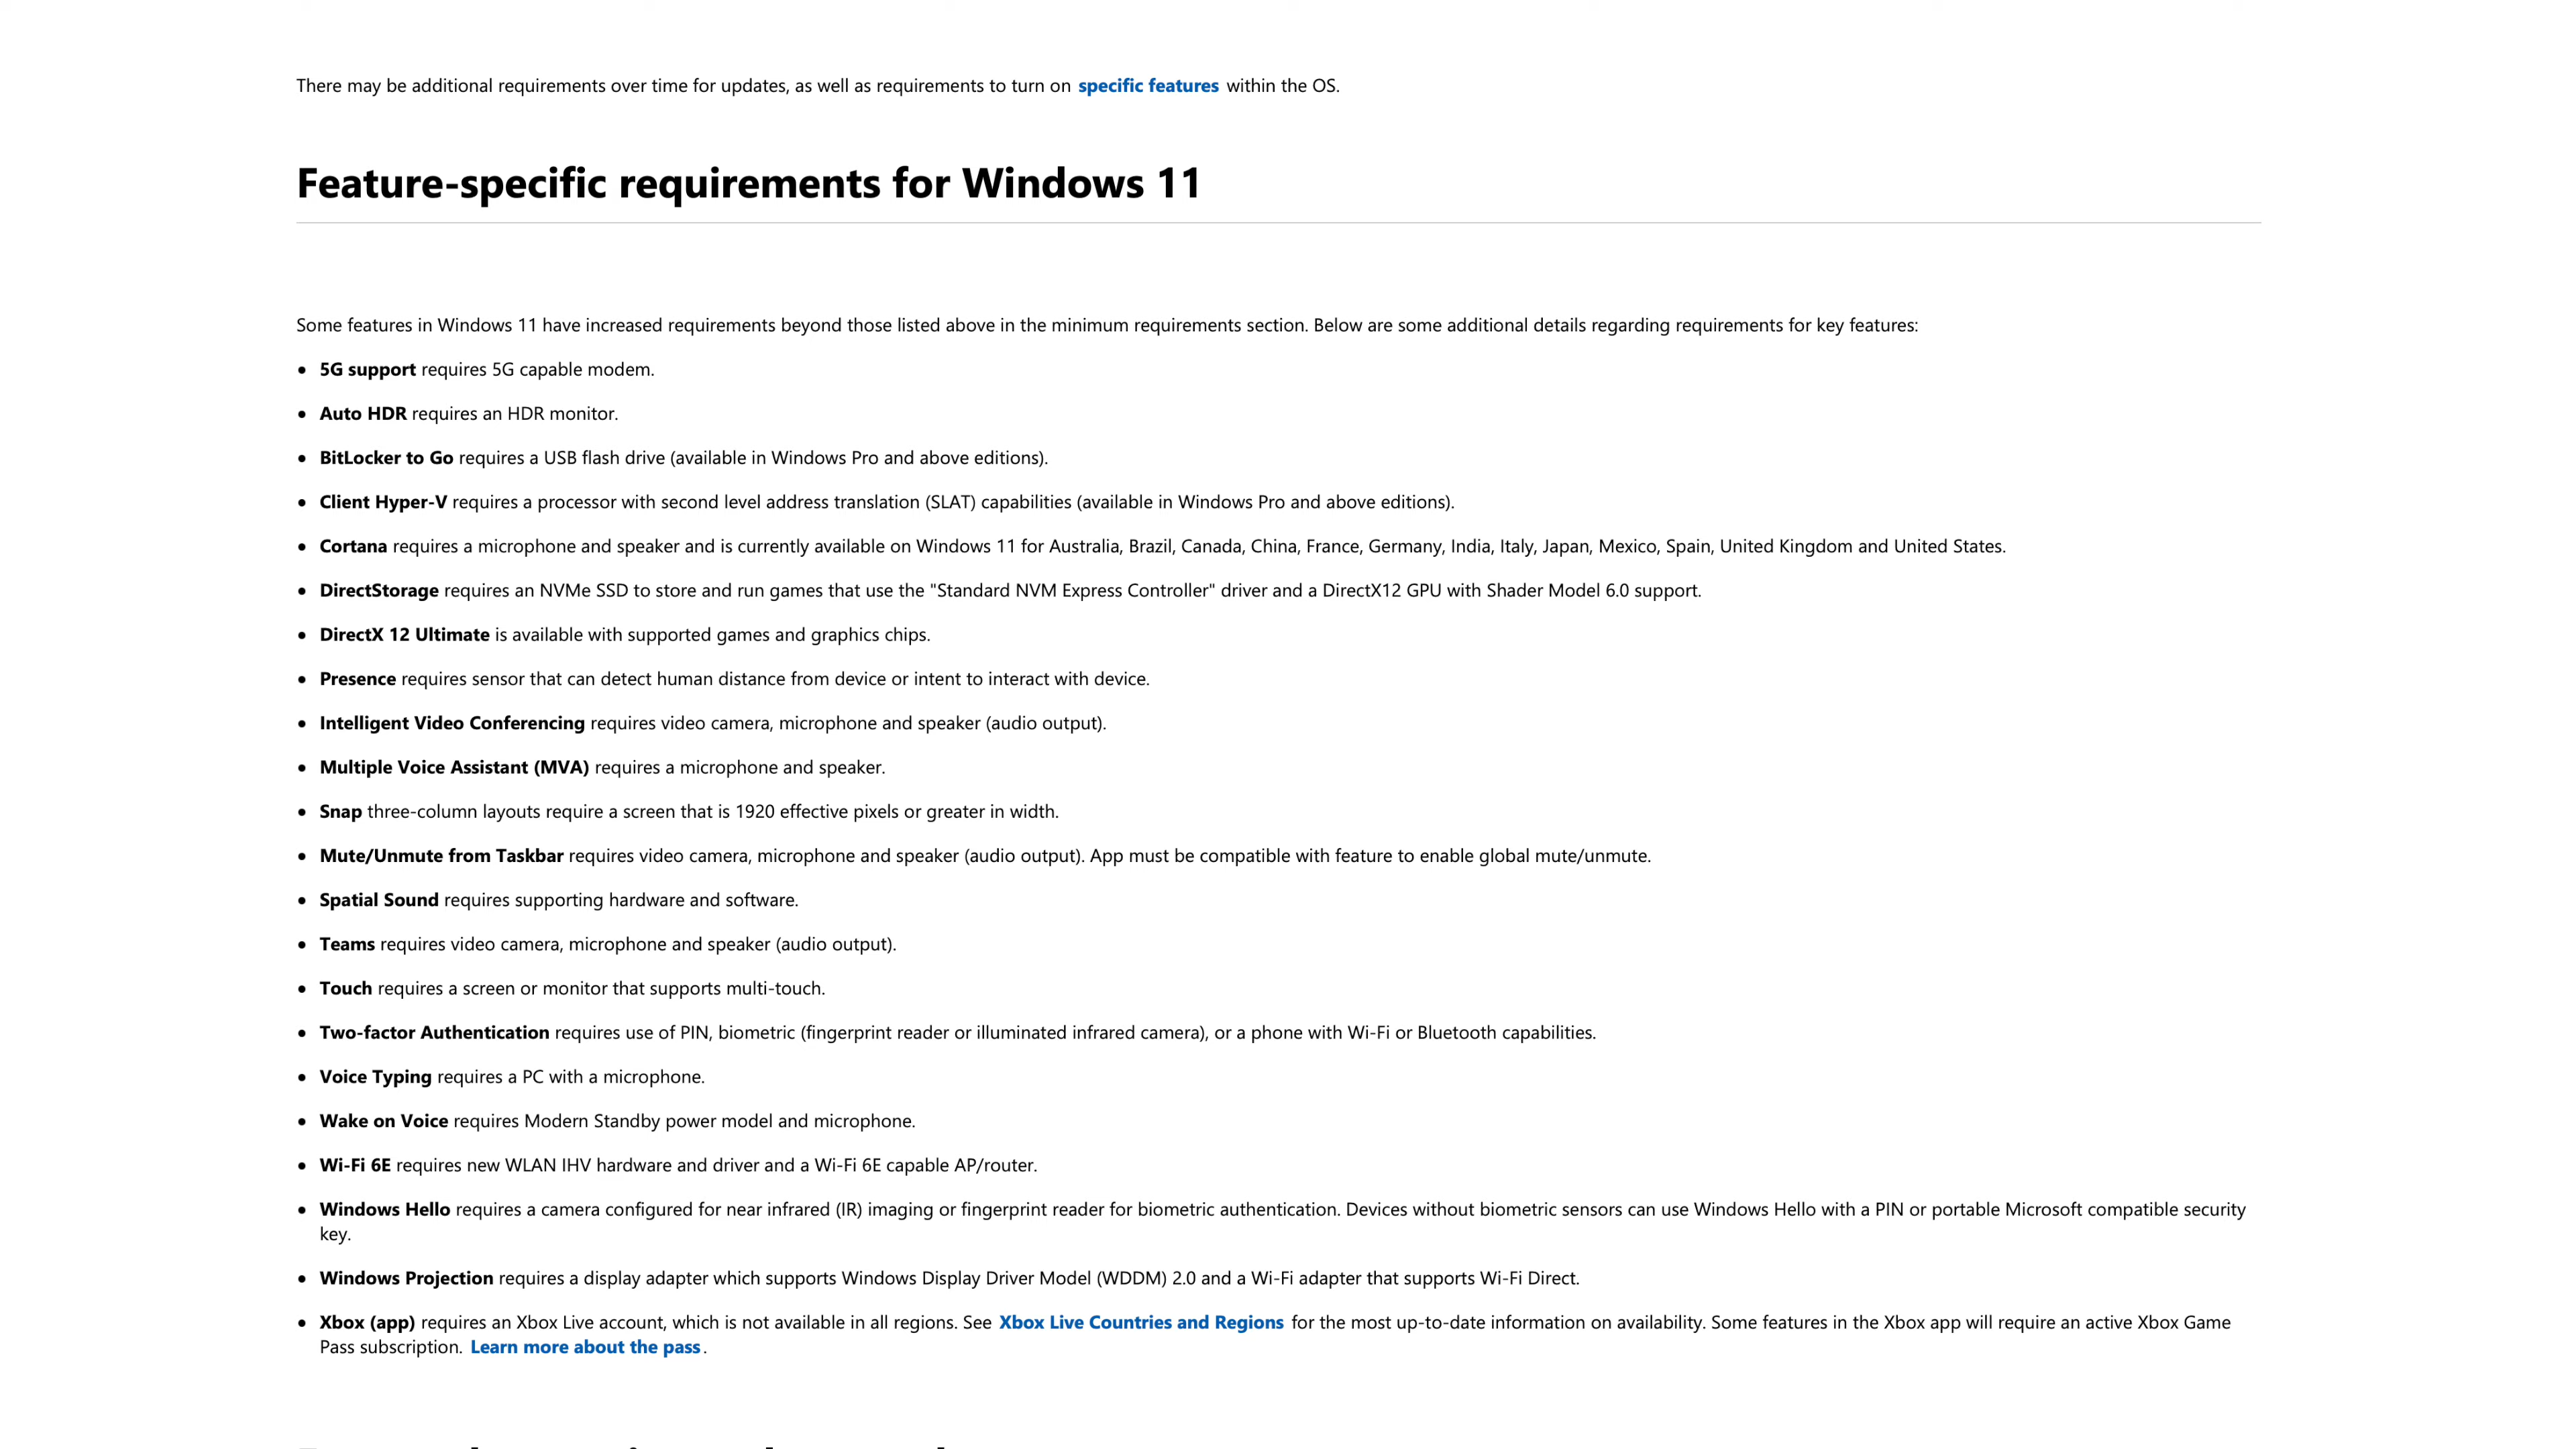 There may be additional requirements over time for updates, as well as requirements to turn on specific features within the OS.
Feature-specific requirements for Windows 11
Some features in Windows 11 have increased requirements beyond those listed above in the minimum requirements section. Below are some additional details regarding requirements for key features:
• 5G support requires 5G capable modem.
• Auto HDR requires an HDR monitor.
• BitLocker to Go requires a USB flash drive (available in Windows Pro and above editions).
• Client Hyper-V requires a processor with second level address translation (SLAT) capabilities (available in Windows Pro and above editions).
• Cortana requires a microphone and speaker and is currently available on Windows 11 for Australia, Brazil, Canada, China, France, Germany, India, Italy, Japan, Mexico, Spain, United Kingdom and United States.
• DirectStorage requires an NVMe SSD to store and run games that use the "Standard NVM Express Controller" driver and a DirectX12 GPU with Shader Model 6.0 support.
• DirectX 12 Ultimate is available with supported games and graphics chips.
• Presence requires sensor that can detect human distance from device or intent to interact with device.
• Intelligent Video Conferencing requires video camera, microphone and speaker (audio output).
• Multiple Voice Assistant (MVA) requires a microphone and speaker.
• Snap three-column layouts require a screen that is 1920 effective pixels or greater in width.
• Mute/Unmute from Taskbar requires video camera, microphone and speaker (audio output). App must be compatible with feature to enable global mute/unmute.
• Spatial Sound requires supporting hardware and software.
• Teams requires video camera, microphone and speaker (audio output).
• Touch requires a screen or monitor that supports multi-touch.
• Two-factor Authentication requires use of PIN, biometric (fingerprint reader or illuminated infrared camera), or a phone with Wi-Fi or Bluetooth capabilities.
• Voice Typing requires a PC with a microphone.
• Wake on Voice requires Modern Standby power model and microphone.
• Wi-Fi 6E requires new WLAN IHV hardware and driver and a Wi-Fi 6E capable AP/router.
• Windows Hello requires a camera configured for near infrared (IR) imaging or fingerprint reader for biometric authentication. Devices without biometric sensors can use Windows Hello with a PIN or portable Microsoft compatible security
key.
• Windows Projection requires a display adapter which supports Windows Display Driver Model (WDDM) 2.0 and a Wi-Fi adapter that supports Wi-Fi Direct.
• Xbox (app) requires an Xbox Live account, which is not available in all regions. See Xbox Live Countries and Regions for the most up-to-date information on availability. Some features in the Xbox app will require an active Xbox Game
Pass subscription. Learn more about the pass.